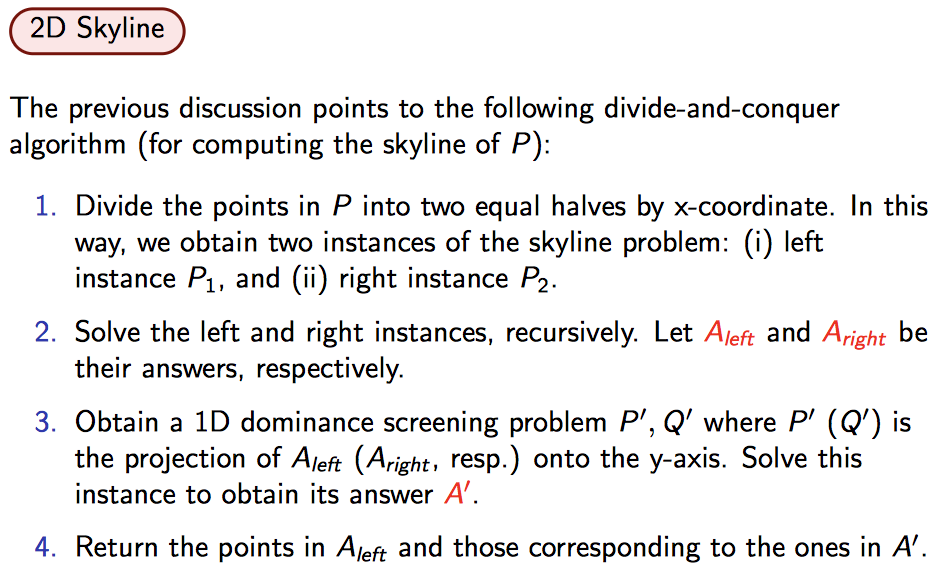 2D Skyline
The previous discussion points to the following divide-and-conquer
algorithm (for computing the skyline of P):
1. Divide the points in P into two equal halves by x-coordinate. In this
way, we obtain two instances of the skyline problem: (i) left
instance P₁, and (ii) right instance P₂.
2. Solve the left and right instances, recursively. Let A_left and A_right be
their answers, respectively.
3. Obtain a 1D dominance screening problem P′, Q′ where P′ (Q′) is
the projection of A_left (A_right, resp.) onto the y-axis. Solve this
instance to obtain its answer A′.
4. Return the points in A_left and those corresponding to the ones in A′.